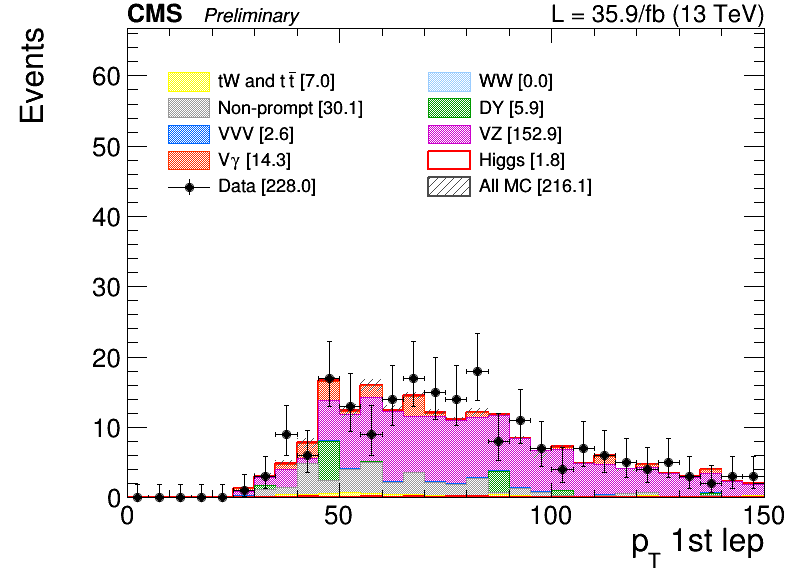 CMS Preliminary L = 35.9/fb (13 TeV)
Events
60
50
40
30
20
10
0
tW and t t̅ [7.0]
Non-prompt [30.1]
VVV [2.6]
Vγ [14.3]
Data [228.0]
WW [0.0]
DY [5.9]
VZ [152.9]
Higgs [1.8]
All MC [216.1]
0 50 100 150
p_T 1st lep